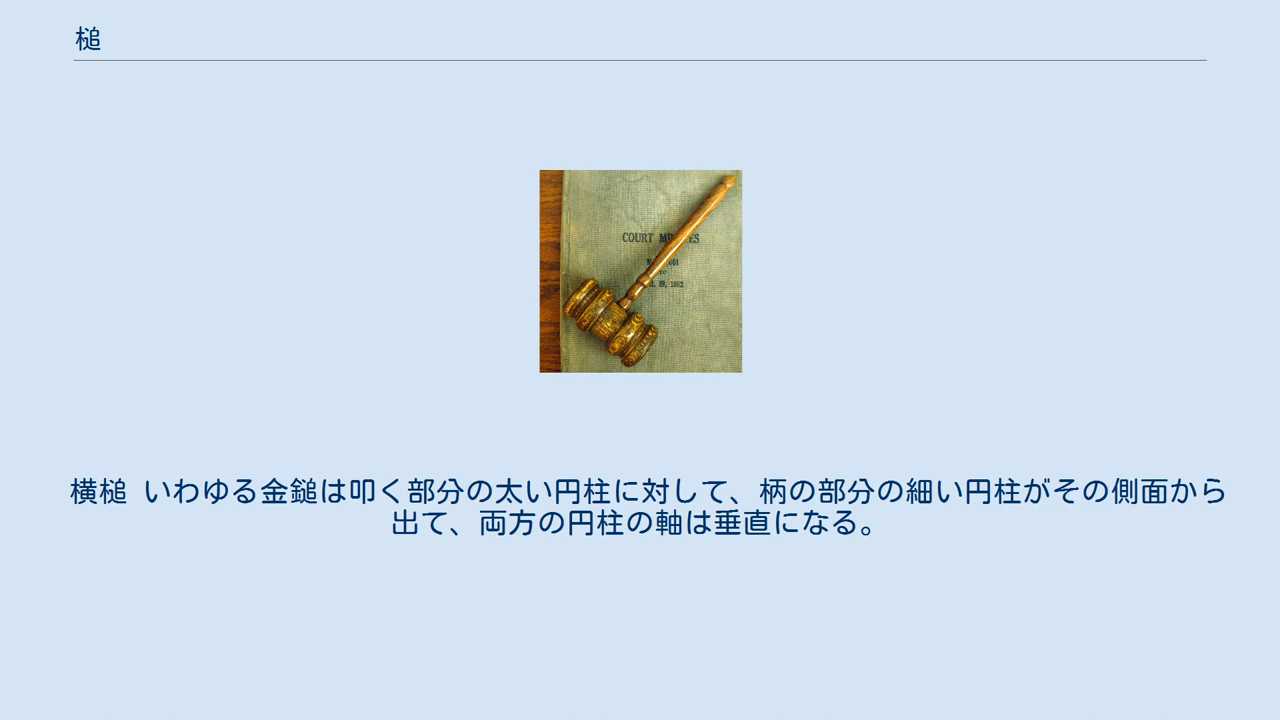 槌
COURT
19, 1962
横槌 いわゆる金鎚は叩く部分の太い円柱に対して、柄の部分の細い円柱がその側面から
出て、両方の円柱の軸は垂直になる。